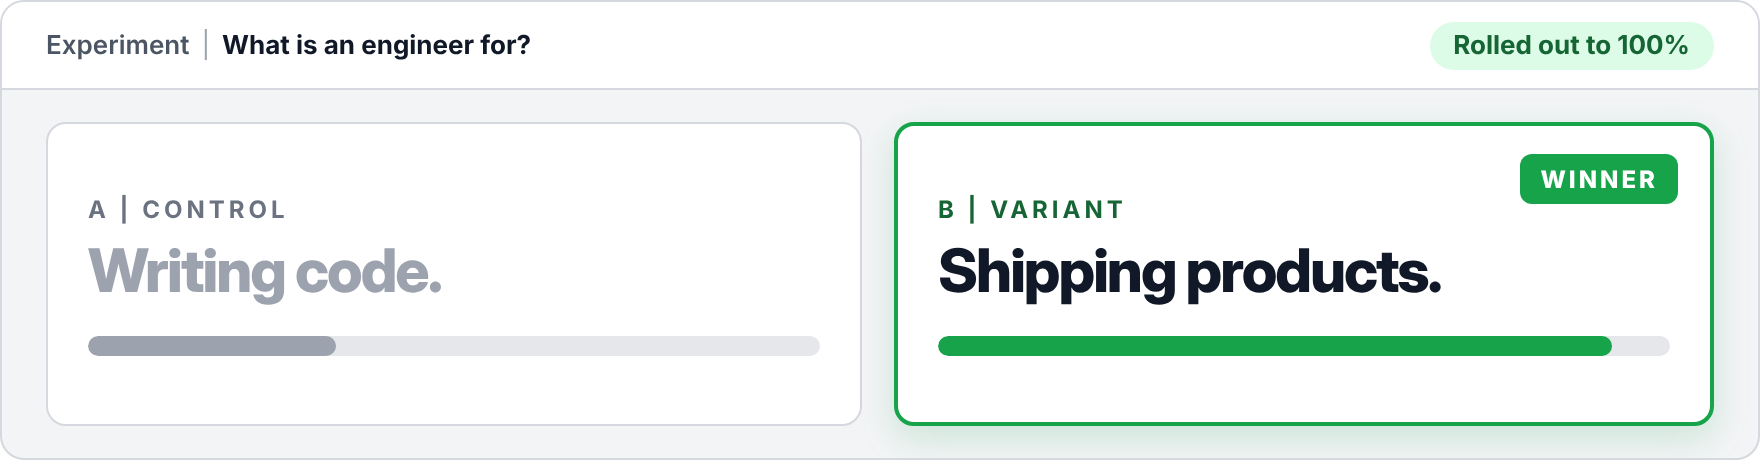 Experiment | What is an engineer for?
Rolled out to 100%
A | CONTROL
Writing code.
WINNER
B | VARIANT
Shipping products.